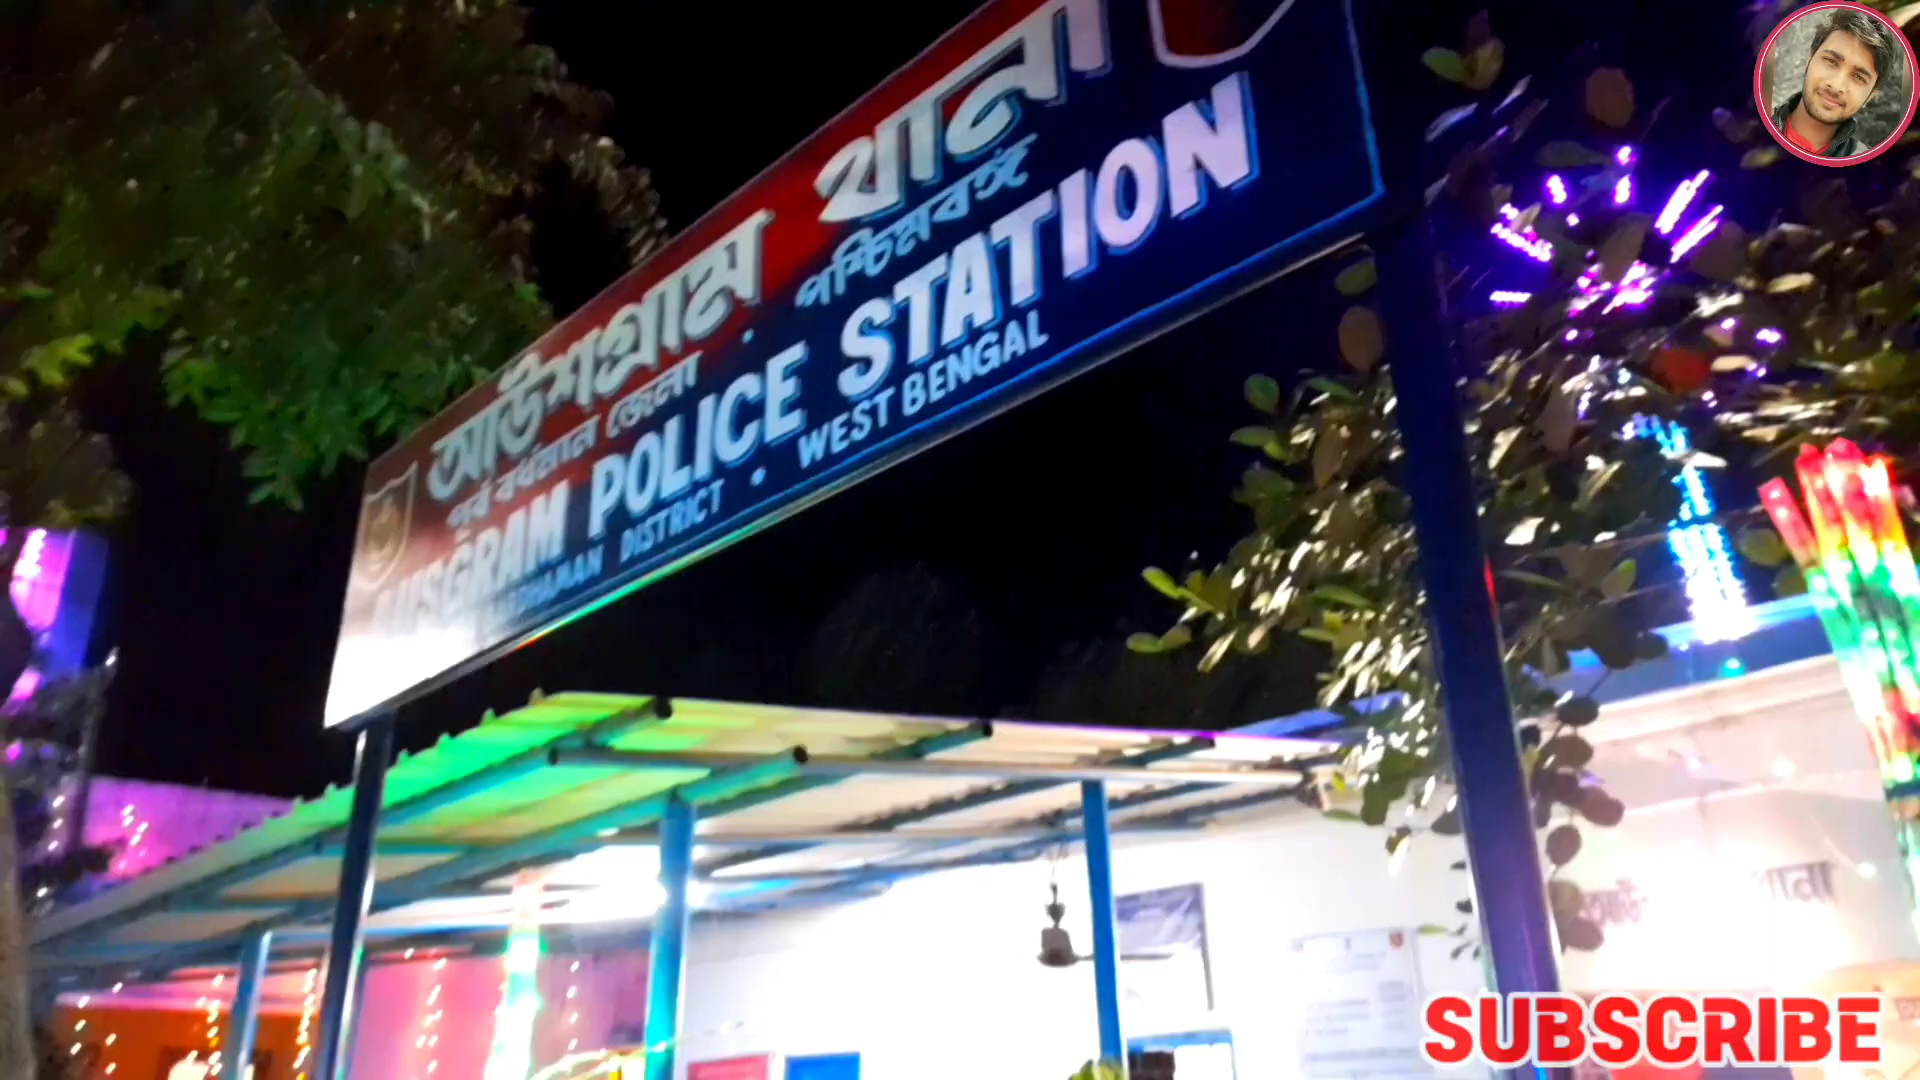 আউশগ্রাম থানা
পূর্ব বর্ধমান জেলা · পশ্চিমবঙ্গ
AUSGRAM POLICE STATION
BARDHAMAN DISTRICT • WEST BENGAL
থানা
SUBSCRIBE